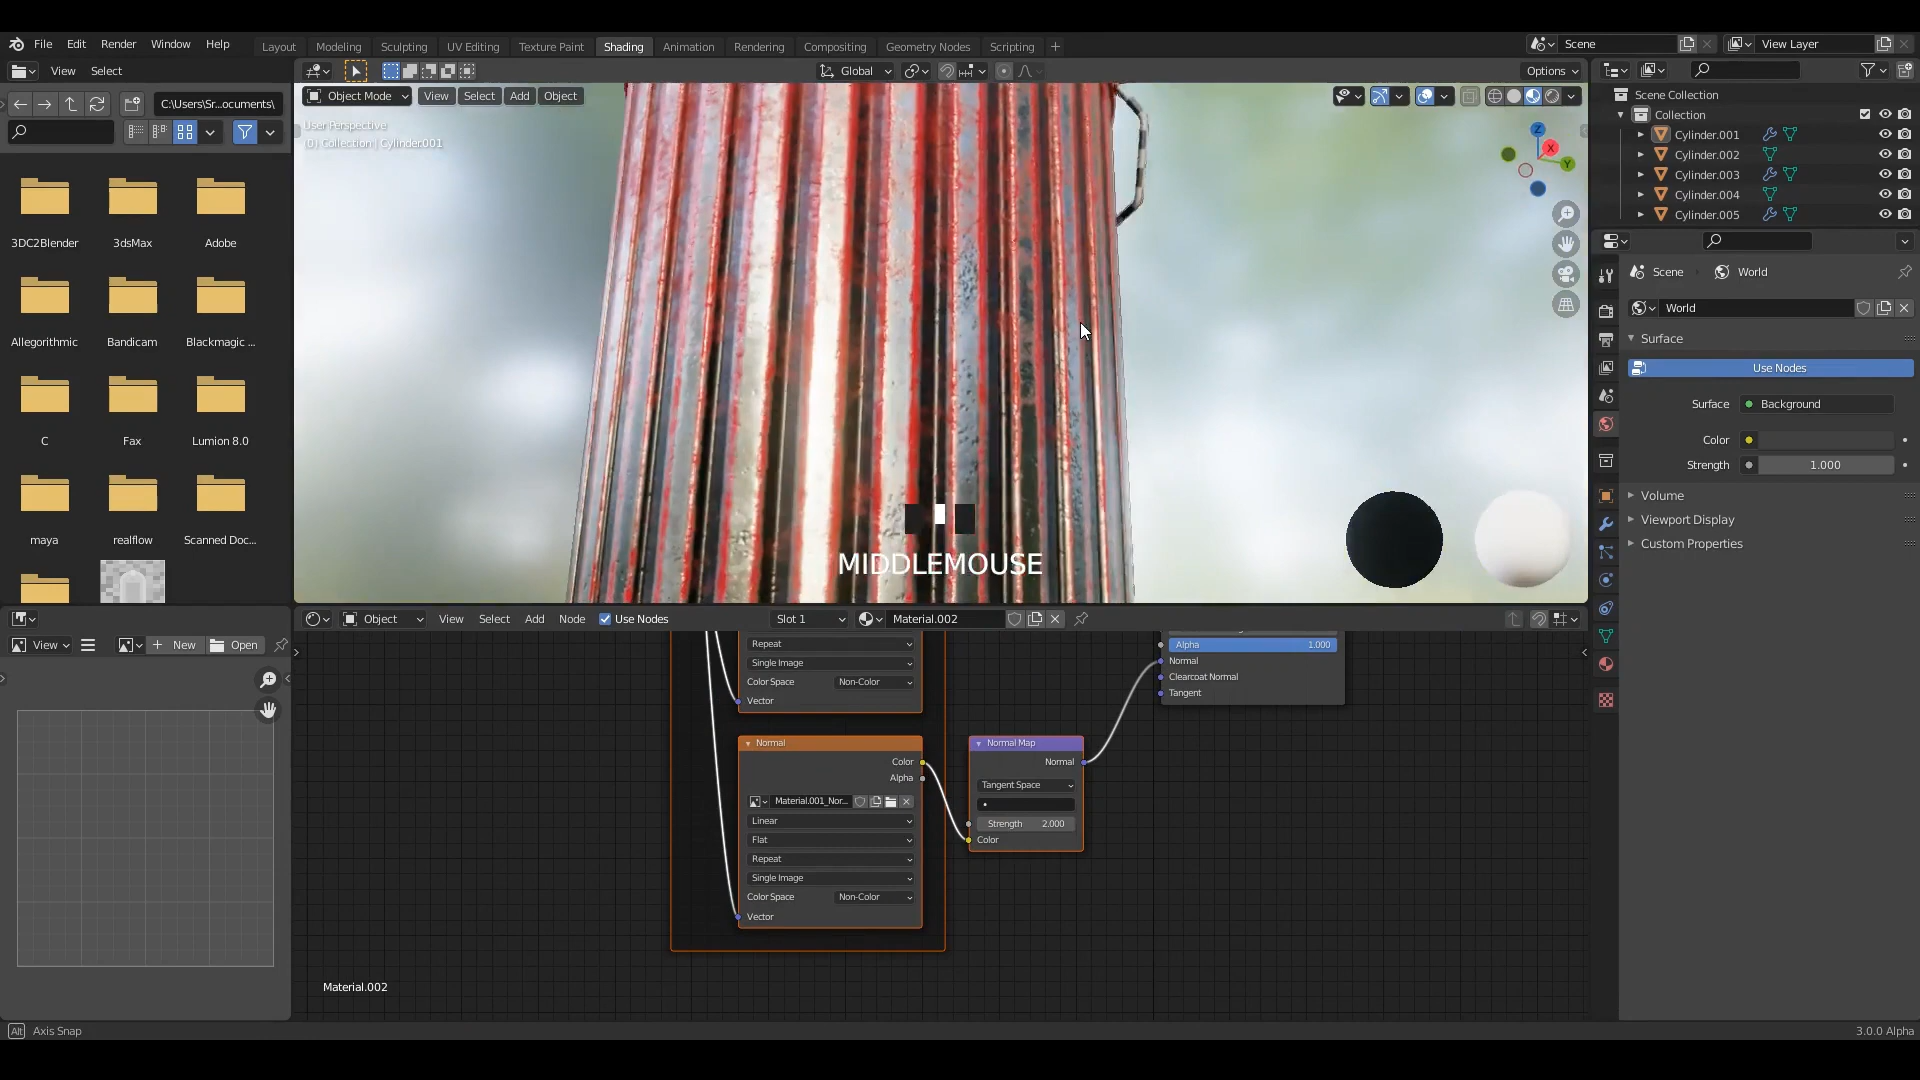 File Edit Render Window Help
Layout Modeling Sculpting UV Editing Texture Paint Shading Animation Rendering Compositing Geometry Nodes Scripting +
Scene
View Layer
View Select
Global
Options
C:\Users\Sr...ocuments\
Object Mode View Select Add Object
User Perspective
(0) Collection | Cylinder.001
Z
X
Y
3DC2Blender 3dsMax Adobe
Allegorithmic Bandicam Blackmagic ...
C Fax Lumion 8.0
maya realflow Scanned Doc...
MIDDLEMOUSE
Scene Collection
Collection
Cylinder.001
Cylinder.002
Cylinder.003
Cylinder.004
Cylinder.005
Scene World
World
Surface
Use Nodes
Surface Background
Color
Strength 1.000
Volume
Viewport Display
Custom Properties
View New Open
Object View Select Add Node Use Nodes Slot 1 Material.002
Repeat
Single Image
Color Space Non-Color
Vector
Alpha 1.000
Normal
Clearcoat Normal
Tangent
Normal
Color
Alpha
Material.001_Nor...
Linear
Flat
Repeat
Single Image
Color Space Non-Color
Vector
Normal Map
Normal
Tangent Space
Strength 2.000
Color
Material.002
Alt Axis Snap
3.0.0 Alpha